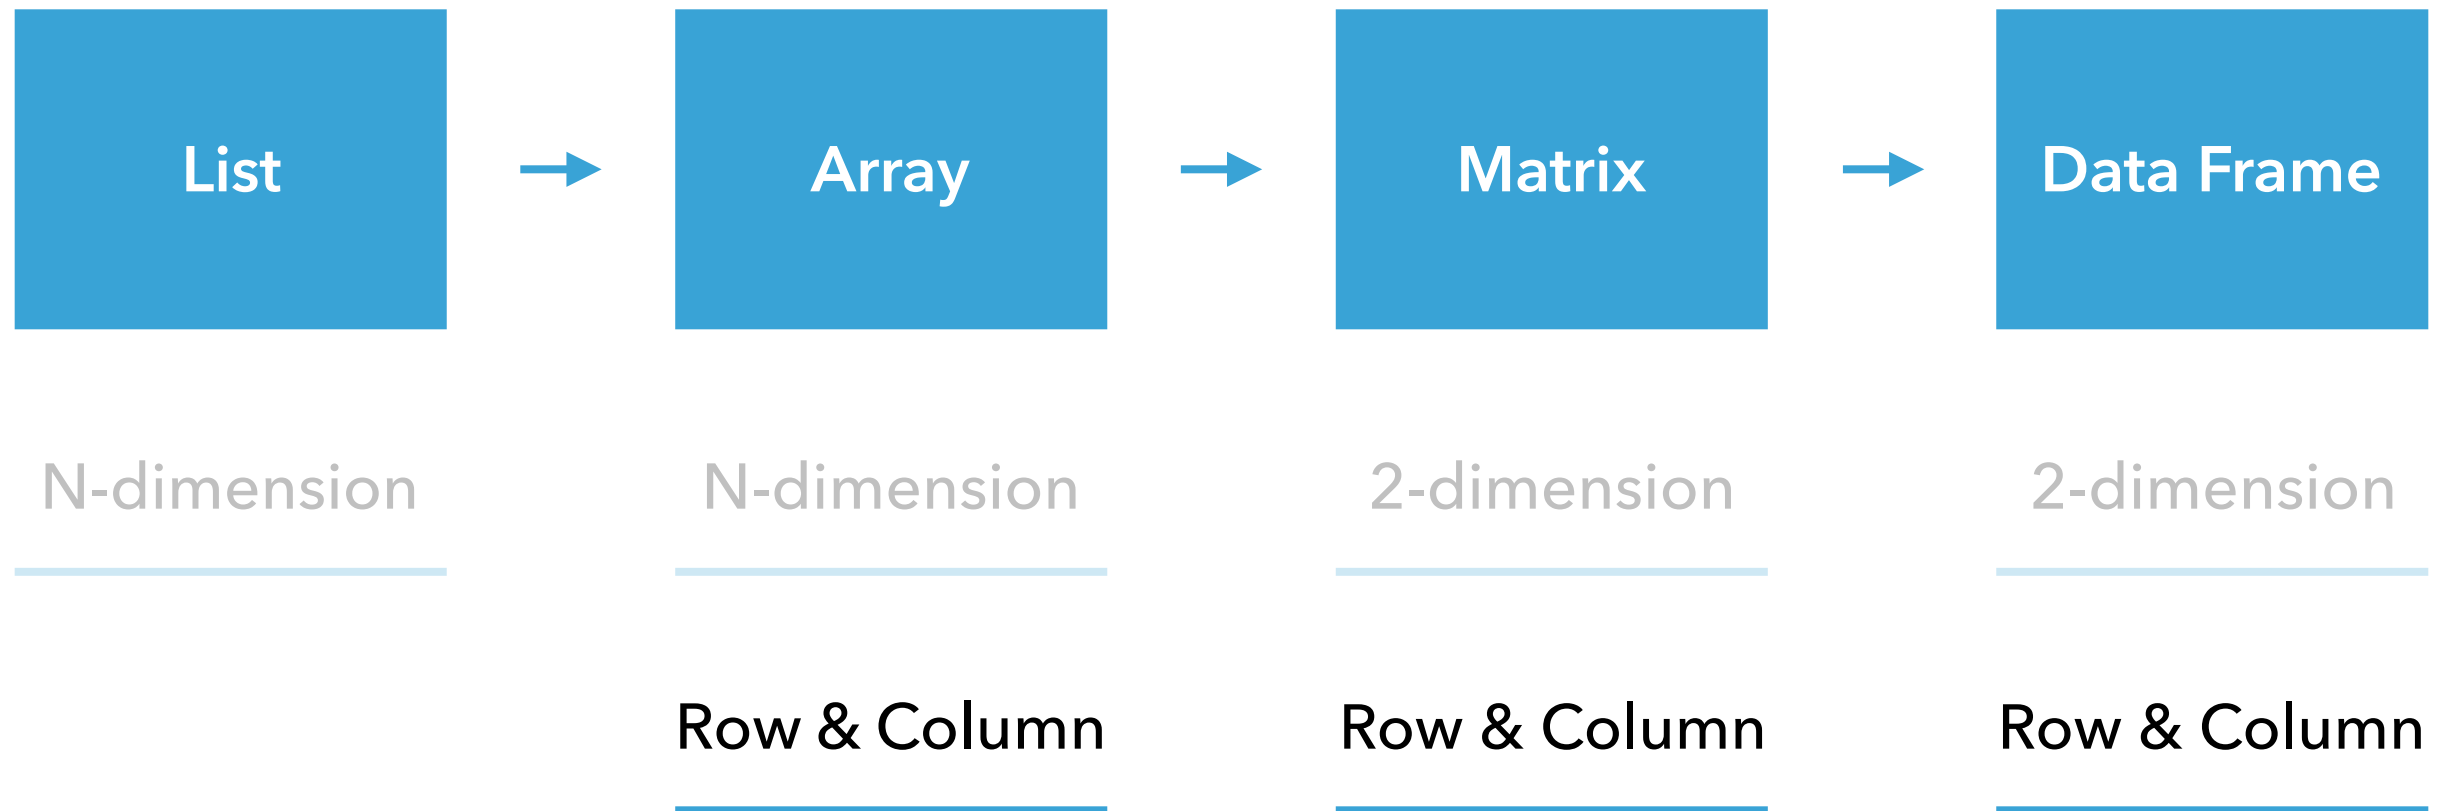 List
Array
Matrix
Data Frame
N-dimension
N-dimension
2-dimension
2-dimension
Row & Column
Row & Column
Row & Column